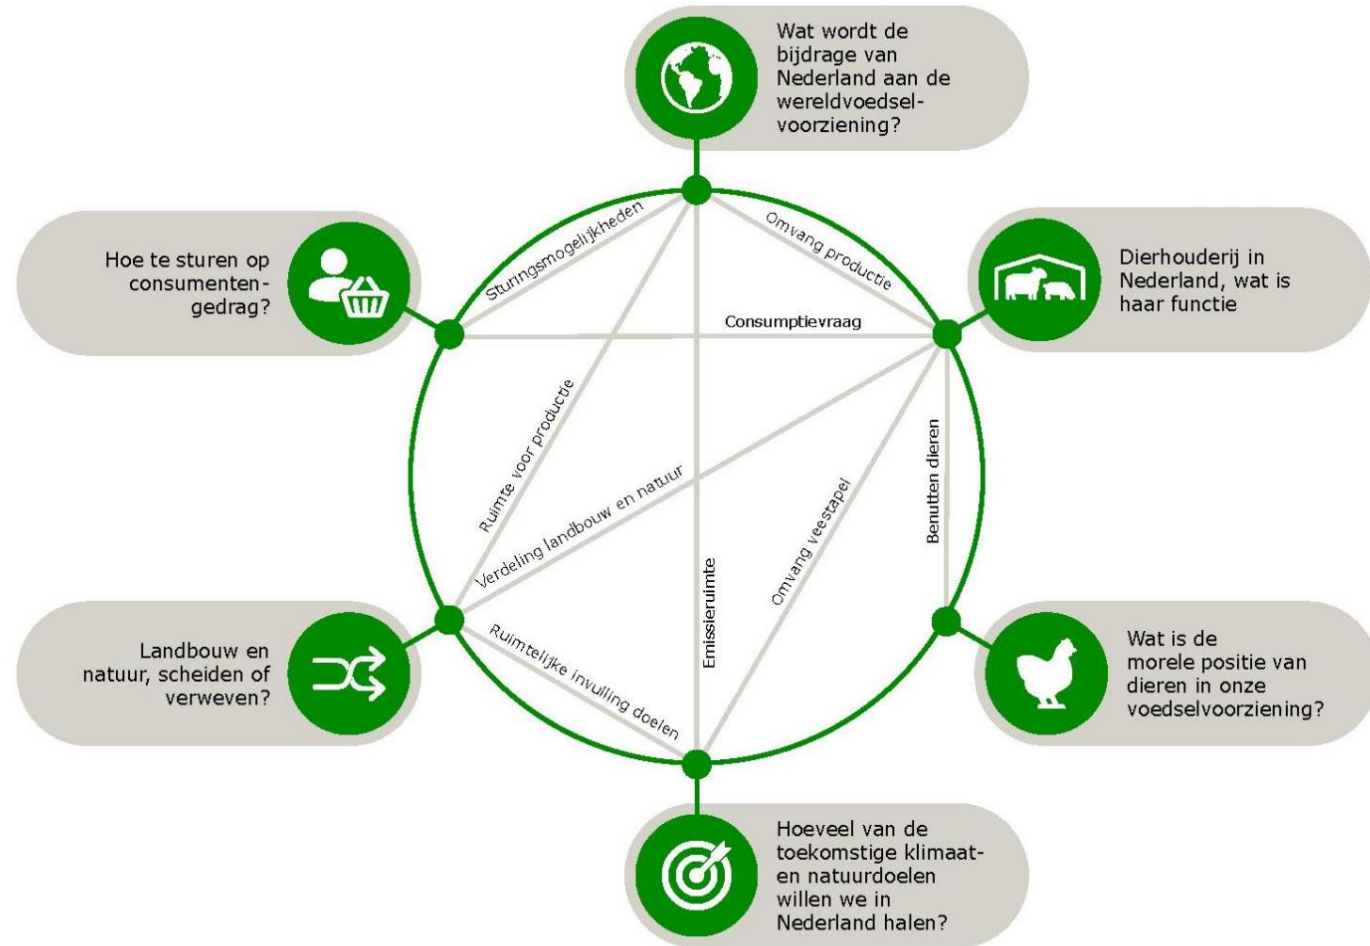 Wat wordt de
bijdrage van
Nederland aan de
wereldvoedsel-
voorziening?
Hoe te sturen op
consumenten-
gedrag?
Dierhouderij in
Nederland, wat is
haar functie
Sturingsmogelijkheden
Omvang productie
Consumptievraag
Ruimte voor productie
Verdeling landbouw en natuur
Emissieruimte
Omvang veestapel
Benutten dieren
Ruimtelijke invulling doelen
Landbouw en
natuur, scheiden of
verweven?
Wat is de
morele positie van
dieren in onze
voedselvoorziening?
Hoeveel van de
toekomstige klimaat-
en natuurdoelen
willen we in
Nederland halen?